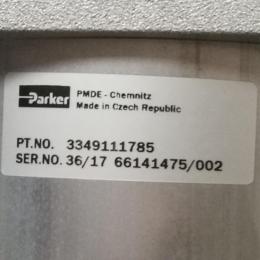 Parker
PMDE - Chemnitz
Made in Czech Republic
PT.NO. 3349111785
SER.NO. 36/17 66141475/002